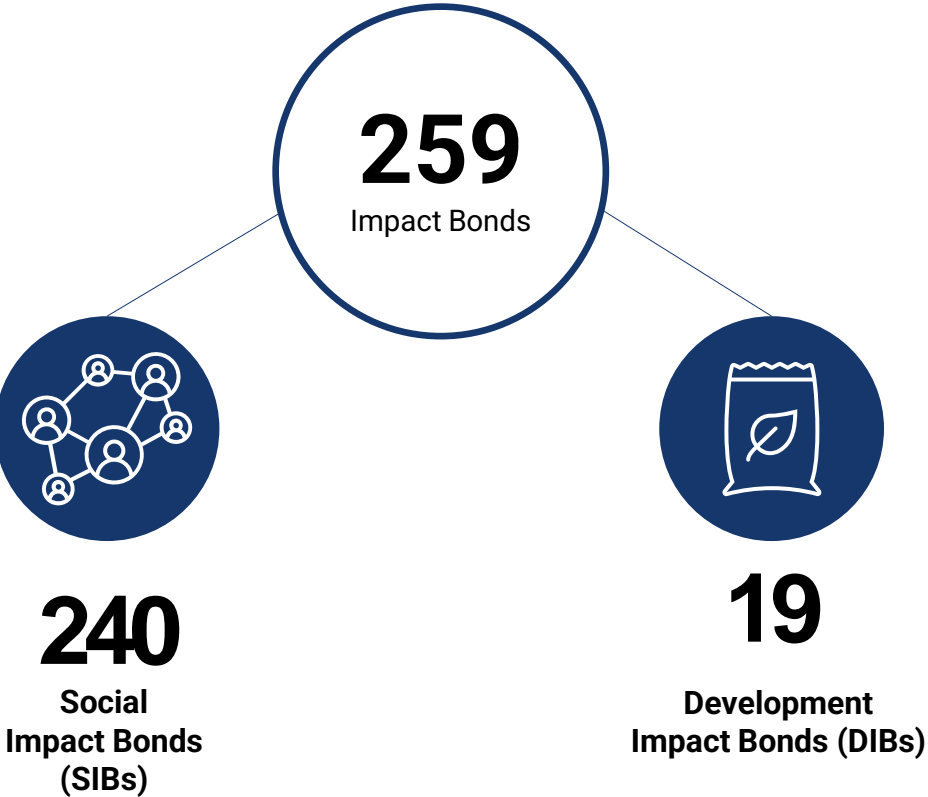 259
Impact Bonds
240
Social
Impact Bonds
(SIBs)
19
Development
Impact Bonds (DIBs)